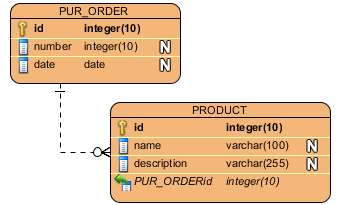 PUR_ORDER
id integer(10)
number integer(10) N
date date N
PRODUCT
id integer(10)
name varchar(100) N
description varchar(255) N
PUR_ORDERid integer(10)